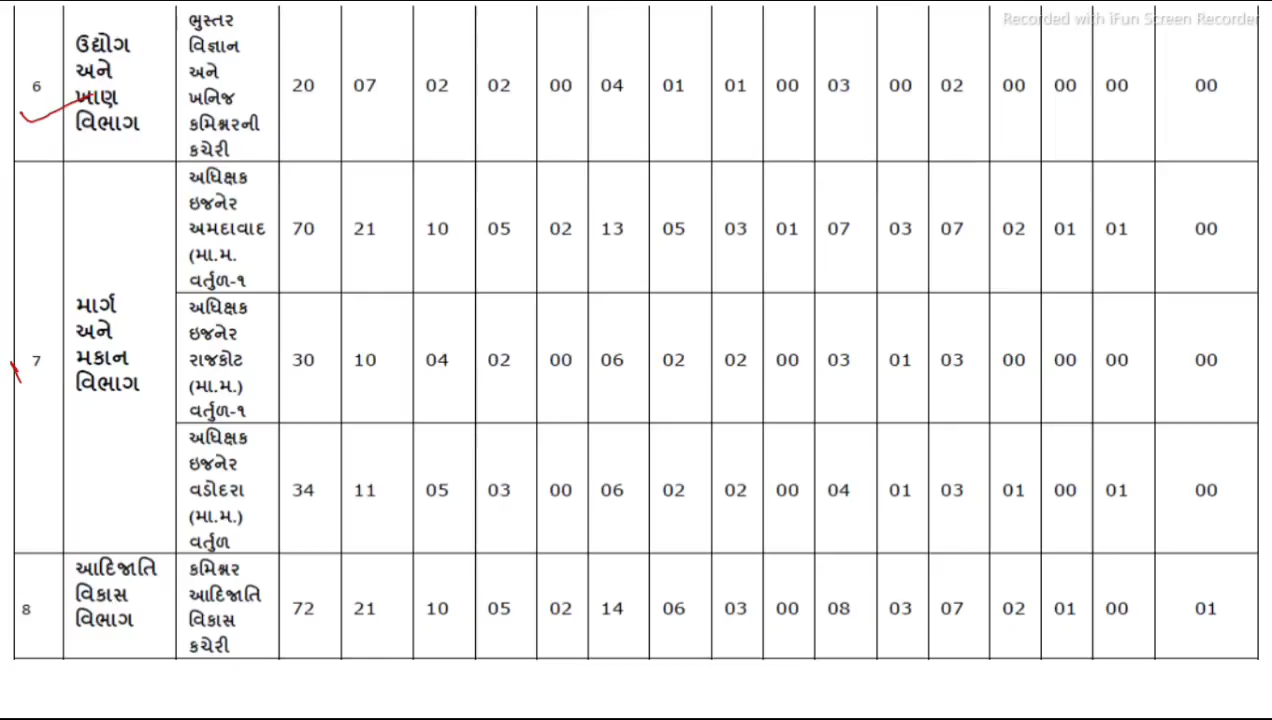 Recorded with iFun Screen Recorder
6
ઉદ્યોગ
અને
ખાણ
વિભાગ
ભુસ્તર
વિજ્ઞાન
અને
ખનિજ
કમિશ્નરની
કચેરી
20 07 02 02 00 04 01 01 00 03 00 02 00 00 00 00
7
માર્ગ
અને
મકાન
વિભાગ
અધિક્ષક
ઇજનેર
અમદાવાદ
(મા.મ.
વર્તુળ-૧
70 21 10 05 02 13 05 03 01 07 03 07 02 01 01 00
અધિક્ષક
ઇજનેર
રાજકોટ
(મા.મ.)
વર્તુળ-૧
30 10 04 02 00 06 02 02 00 03 01 03 00 00 00 00
અધિક્ષક
ઇજનેર
વડોદરા
(મા.મ.)
વર્તુળ
34 11 05 03 00 06 02 02 00 04 01 03 01 00 01 00
8
આદિજાતિ
વિકાસ
વિભાગ
કમિશ્નર
આદિજાતિ
વિકાસ
કચેરી
72 21 10 05 02 14 06 03 00 08 03 07 02 01 00 01